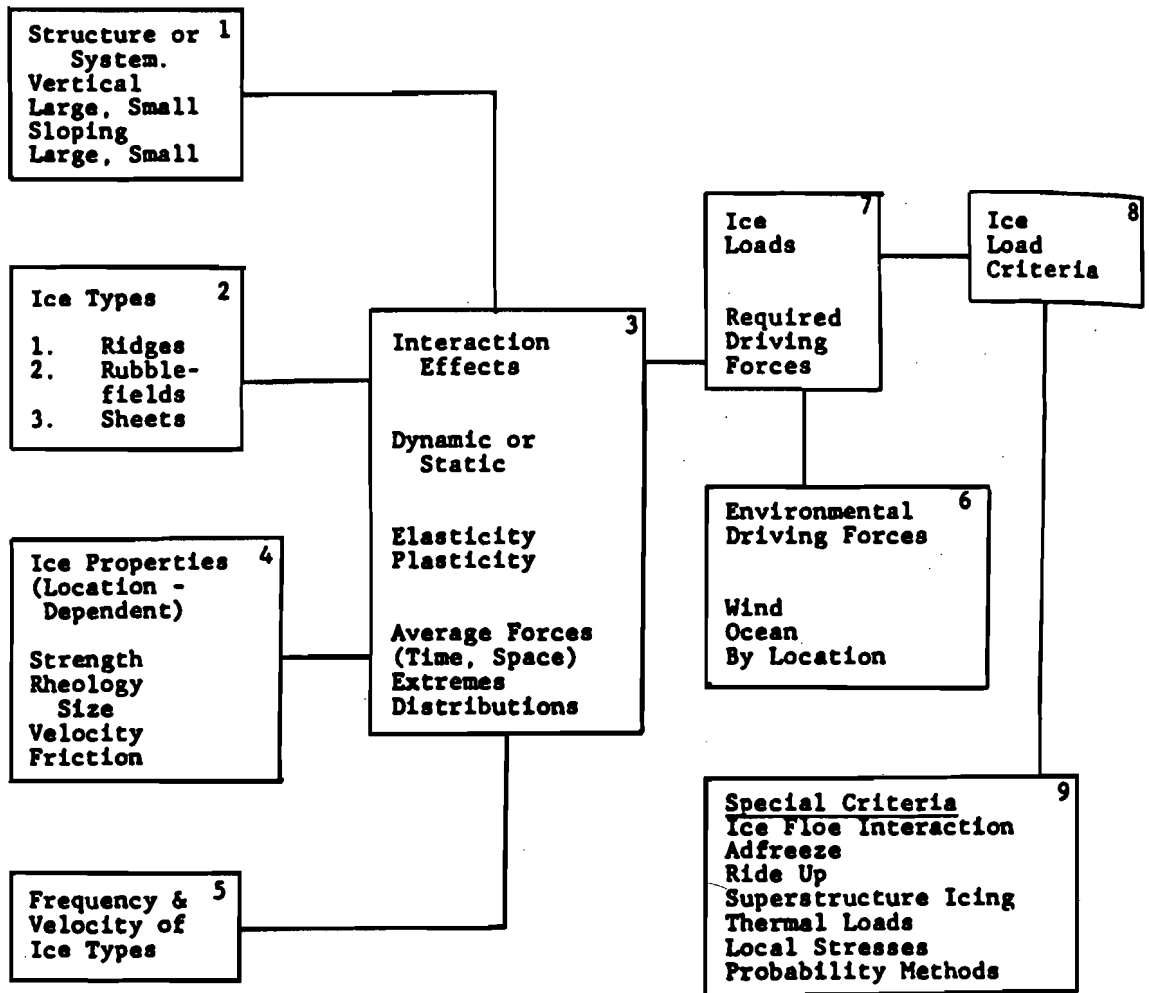 Structure or 1
System.
Vertical
Large, Small
Sloping
Large, Small
Ice Types 2
1. Ridges
2. Rubble-
fields
3. Sheets
Interaction 3
Effects
Dynamic or
Static
Elasticity
Plasticity
Average Forces
(Time, Space)
Extremes
Distributions
Ice Properties 4
(Location -
Dependent)
Strength
Rheology
Size
Velocity
Friction
Frequency & 5
Velocity of
Ice Types
Environmental 6
Driving Forces
Wind
Ocean
By Location
7
Ice
Loads
Required
Driving
Forces
Ice 8
Load
Criteria
Special Criteria 9
Ice Floe Interaction
Adfreeze
Ride Up
Superstructure Icing
Thermal Loads
Local Stresses
Probability Methods